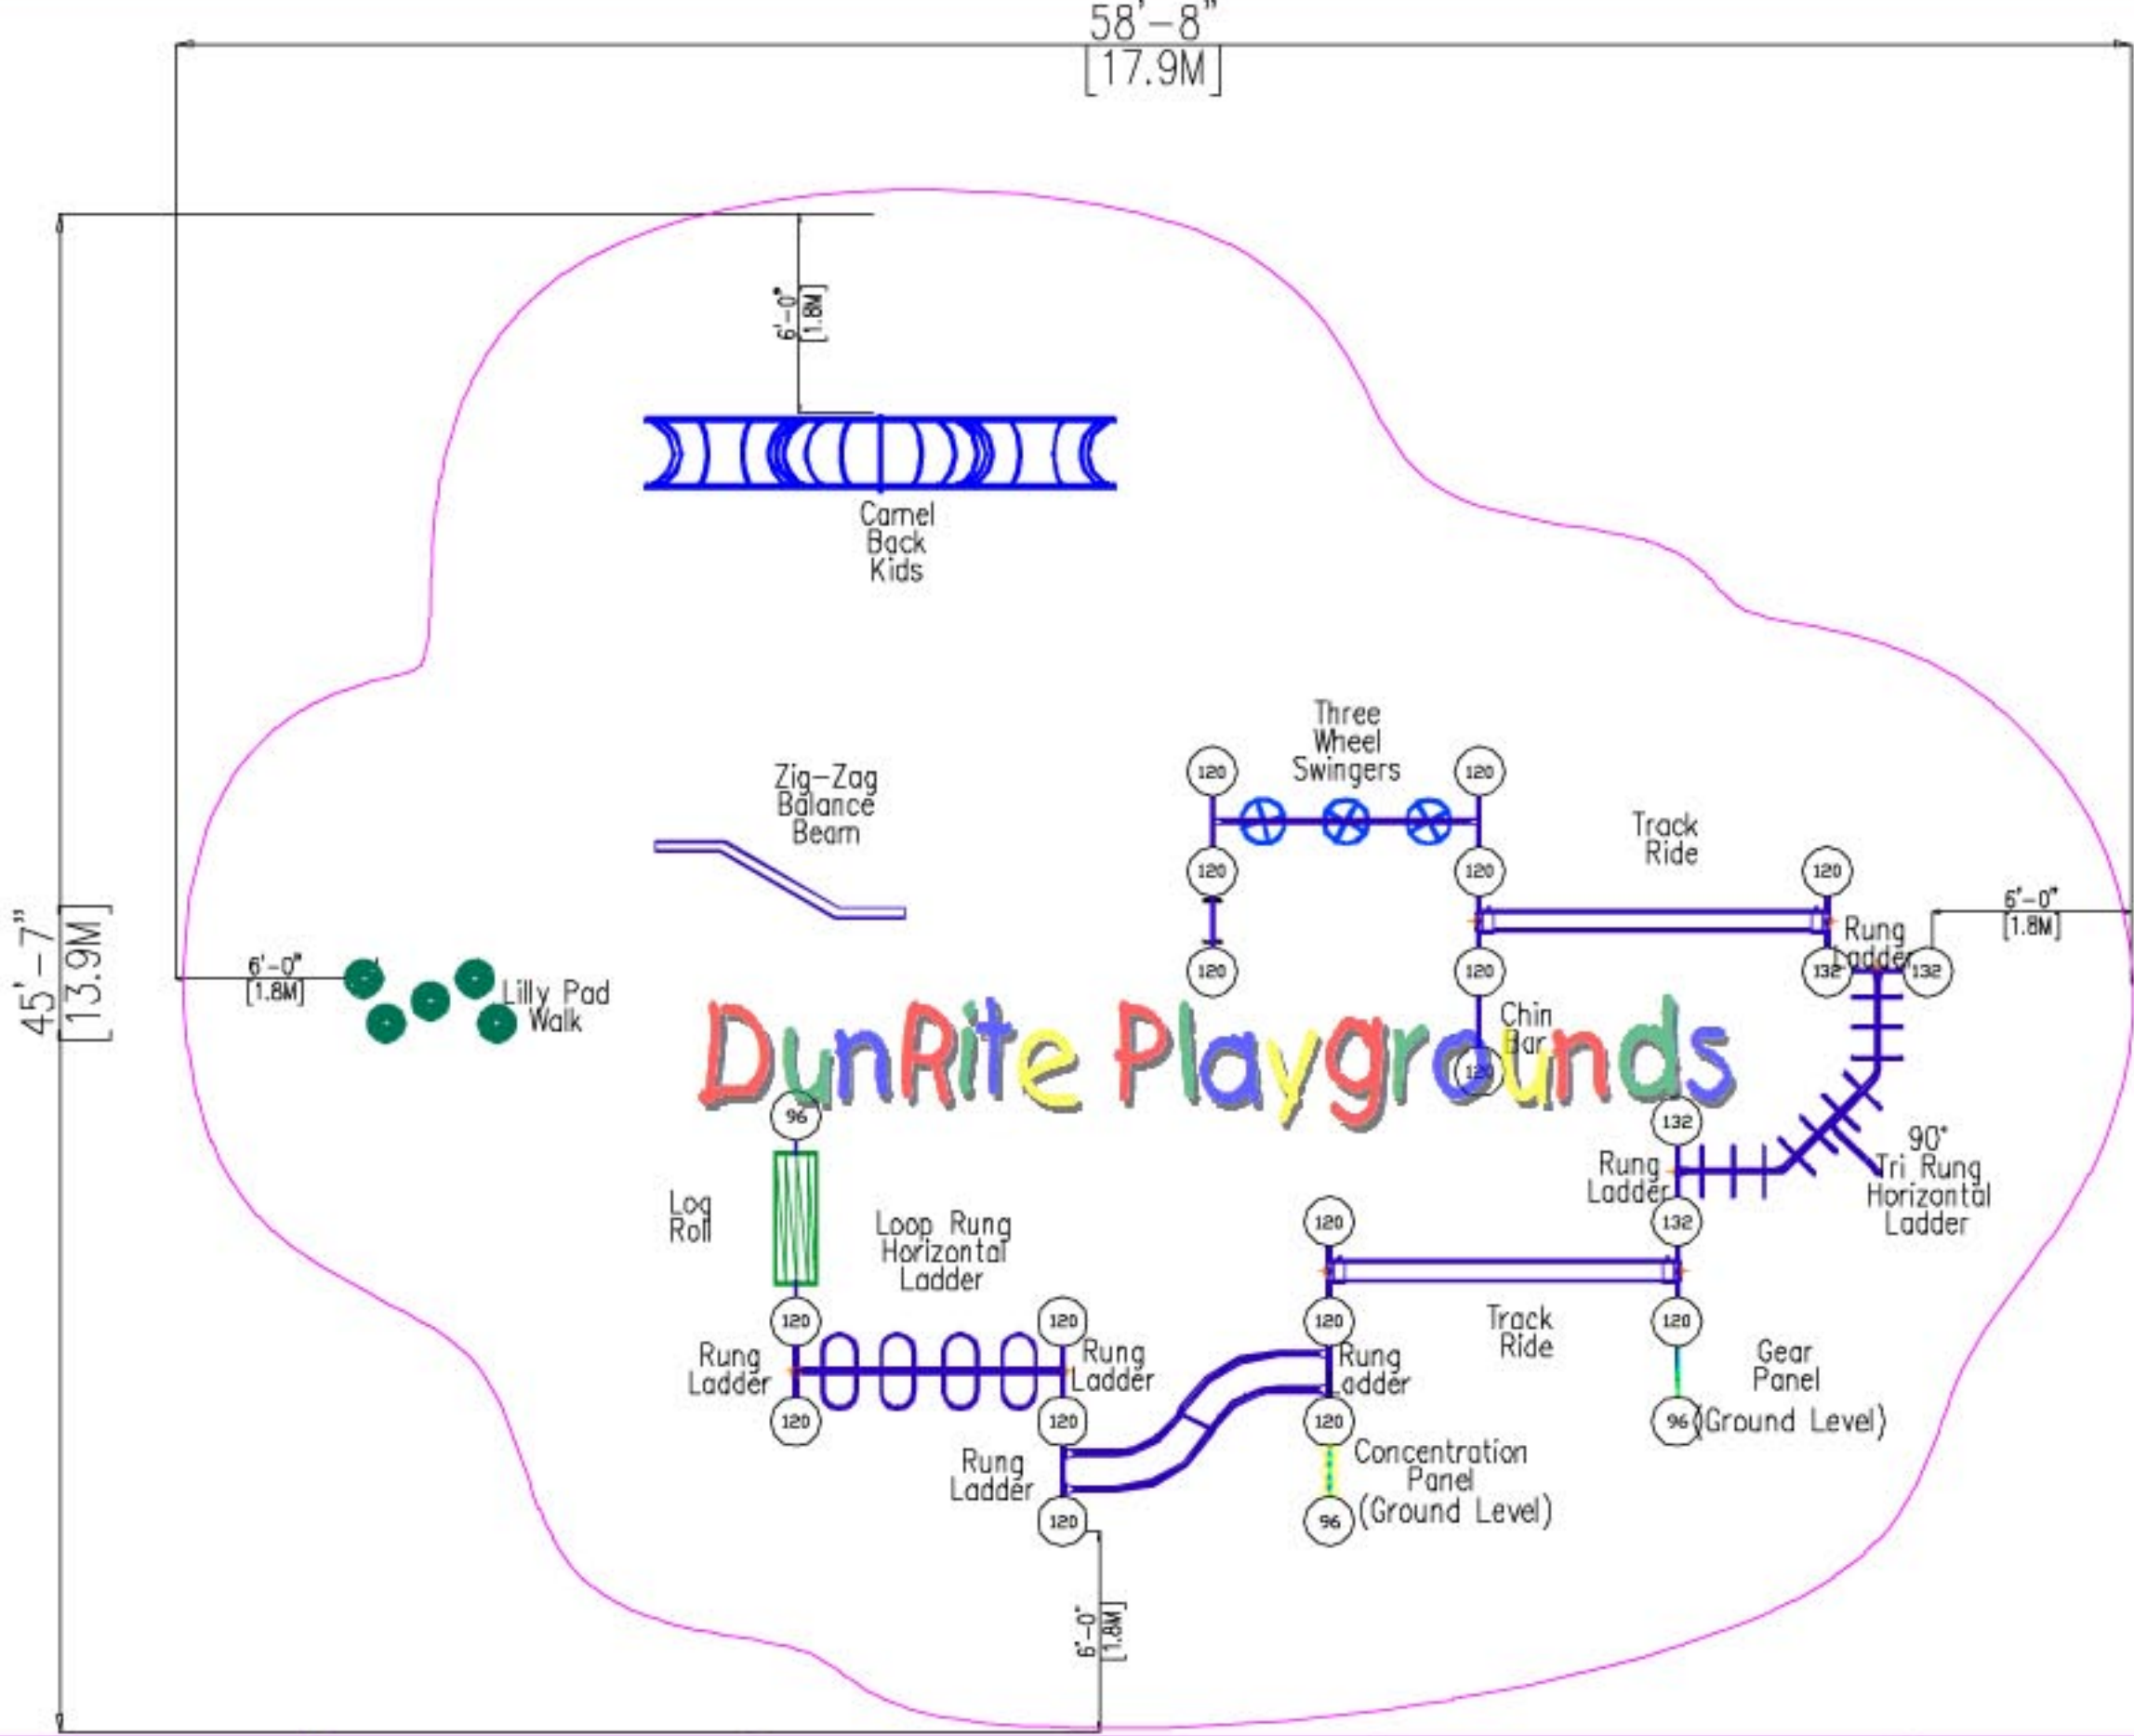 58'-8"
[17.9M]
6'-0"
[1.8M]
Camel
Back
Kids
Three
Wheel
Swingers
Zig-Zag
Balance
Beam
120
120
Track
Ride
120
120
120
6'-0"
[1.8M]
Rung
Ladder
45'-7"
[13.9M]
6'-0"
[1.8M]
Lilly Pad
Walk
120
120
132
132
Chin
Bar
DunRite Playgrounds
120
96
132
90°
Tri Rung
Horizontal
Ladder
Rung
Ladder
Log
Roll
Loop Rung
Horizontal
Ladder
120
132
120
120
120
120
Track
Ride
Rung
Ladder
Rung
Ladder
Rung
Ladder
Gear
Panel
(Ground Level)
120
120
120
96
Rung
Ladder
Concentration
Panel
(Ground Level)
120
96
6'-0"
[1.8M]